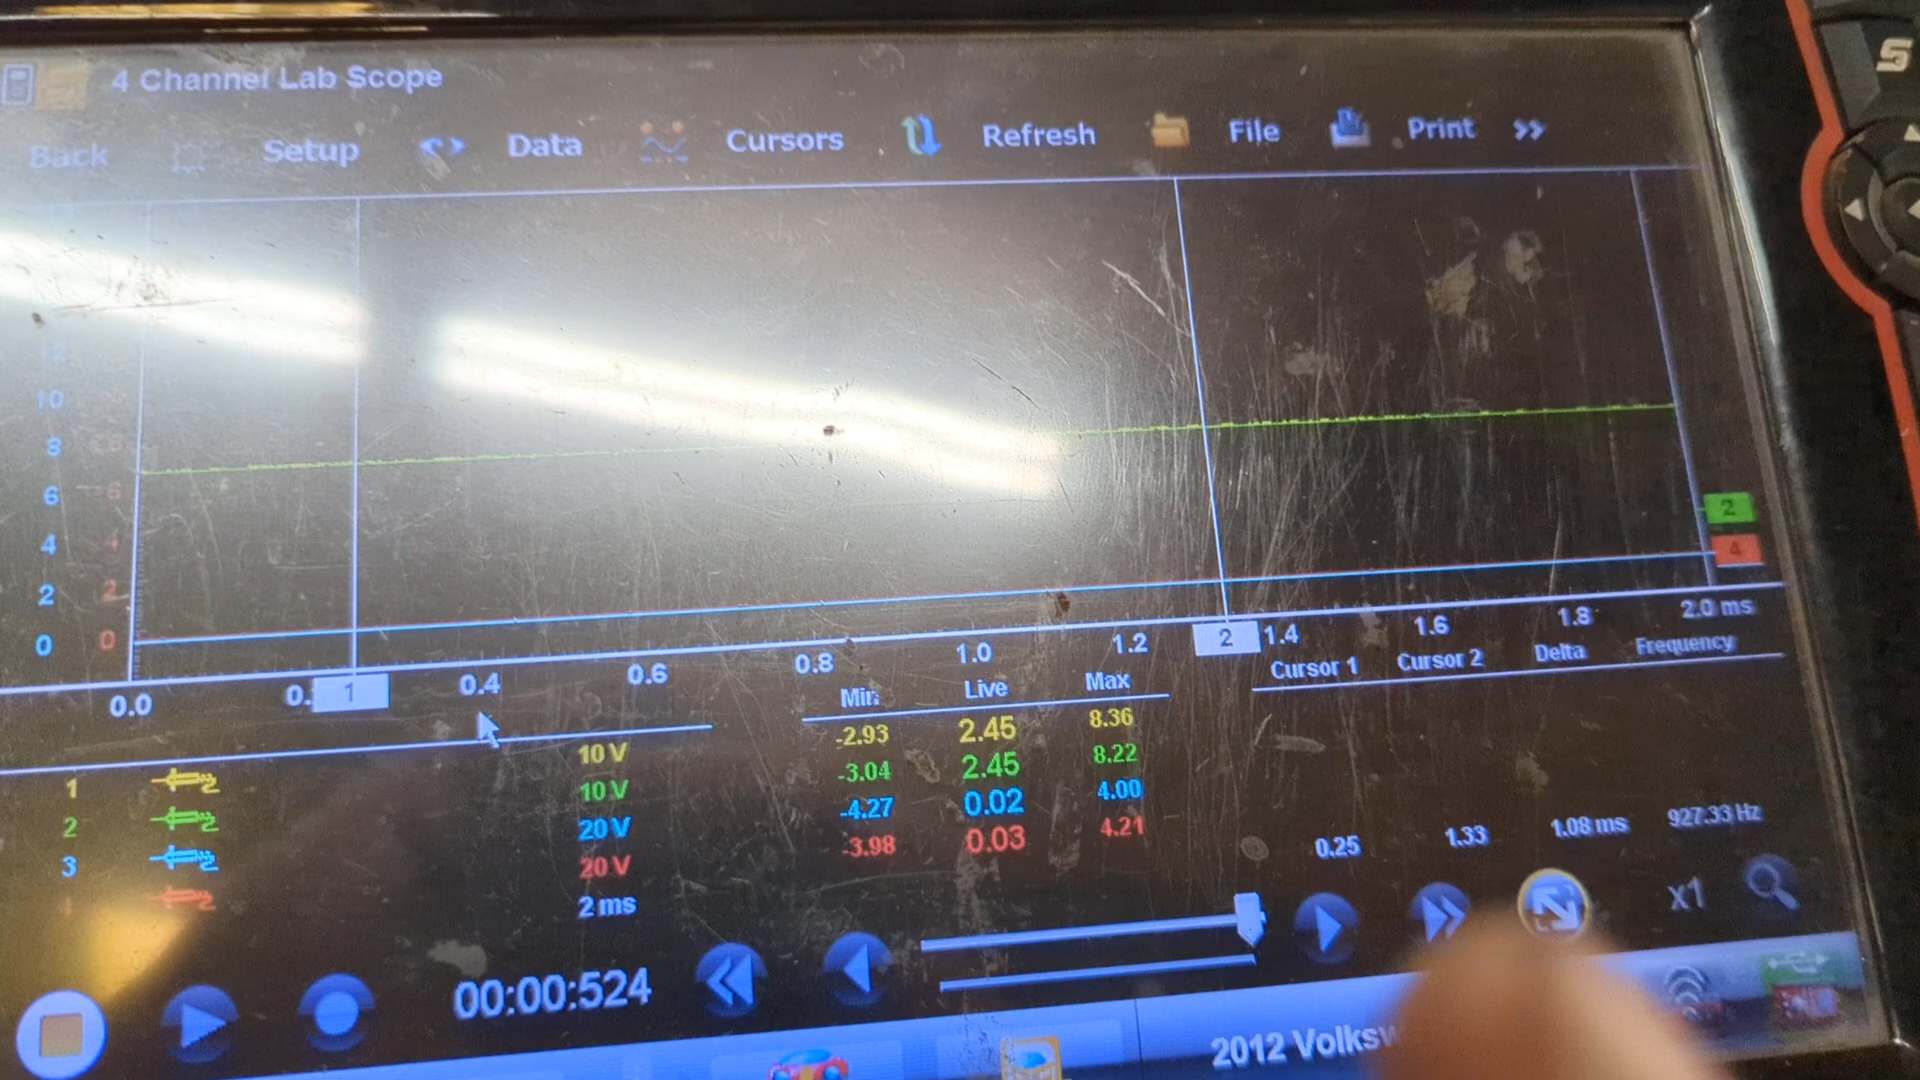 4 Channel Lab Scope
Back Setup Data Cursors Refresh File Print
S
12
10
8
6 6
4 4
2 2
0 0
2
4
0.0 0. 1 0.4 0.6 0.8 1.0 1.2 2 1.4 1.6 1.8 2.0 ms
Min Live Max Cursor 1 Cursor 2 Delta Frequency
1 10 V -2.93 2.45 8.36
2 10 V -3.04 2.45 8.22
3 20 V -4.27 0.02 4.00
20 V -3.98 0.03 4.21
2 ms 0.25 1.33 1.08 ms 927.33 Hz
00:00:524 x1
2012 Volksw